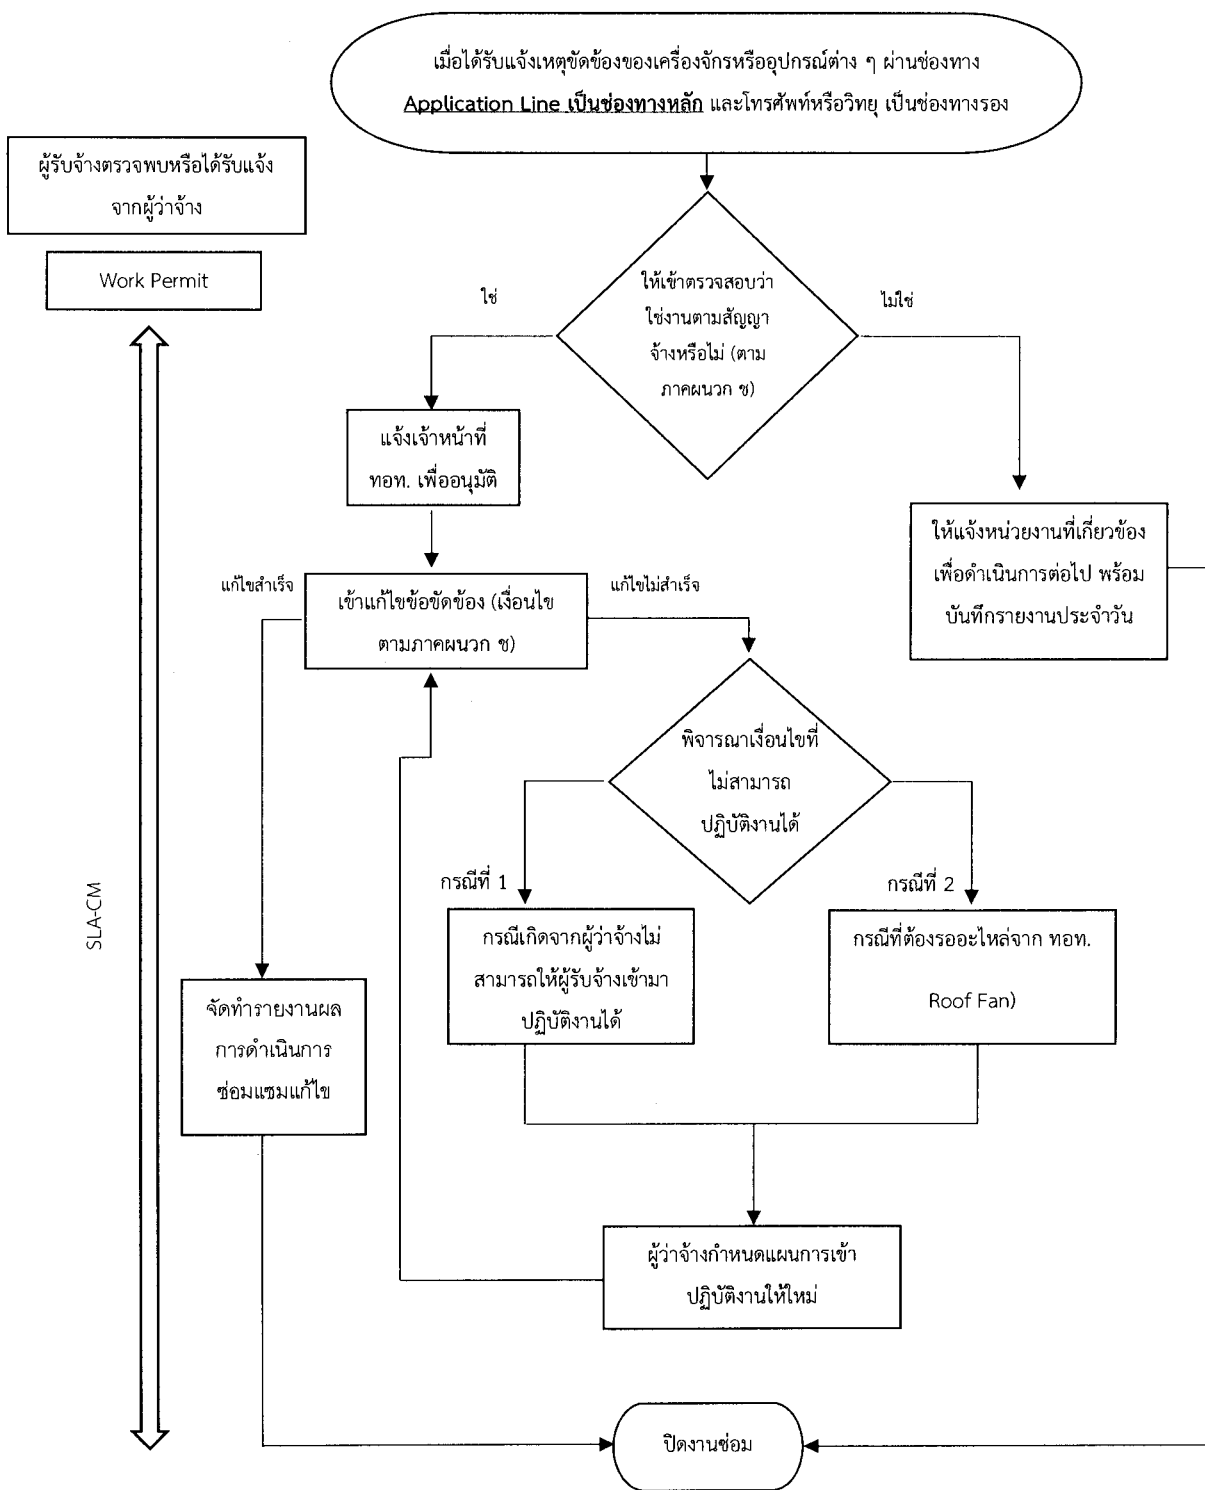 เมื่อได้รับแจ้งเหตุขัดข้องของเครื่องจักรหรืออุปกรณ์ต่าง ๆ ผ่านช่องทาง
Application Line เป็นช่องทางหลัก และโทรศัพท์หรือวิทยุ เป็นช่องทางรอง
ผู้รับจ้างตรวจพบหรือได้รับแจ้ง
จากผู้ว่าจ้าง
Work Permit
ให้เข้าตรวจสอบว่า
ใช่งานตามสัญญา
จ้างหรือไม่ (ตาม
ภาคผนวก ช)
ใช่
ไม่ใช่
แจ้งเจ้าหน้าที่
ทอท. เพื่ออนุมัติ
ให้แจ้งหน่วยงานที่เกี่ยวข้อง
เพื่อดำเนินการต่อไป พร้อม
บันทึกรายงานประจำวัน
แก้ไขสำเร็จ
เข้าแก้ไขข้อขัดข้อง (เงื่อนไข
ตามภาคผนวก ช)
แก้ไขไม่สำเร็จ
พิจารณาเงื่อนไขที่
ไม่สามารถ
ปฏิบัติงานได้
กรณีที่ 1
กรณีที่ 2
กรณีเกิดจากผู้ว่าจ้างไม่
สามารถให้ผู้รับจ้างเข้ามา
ปฏิบัติงานได้
กรณีที่ต้องรออะไหล่จาก ทอท.
Roof Fan)
SLA-CM
จัดทำรายงานผล
การดำเนินการ
ซ่อมแซมแก้ไข
ผู้ว่าจ้างกำหนดแผนการเข้า
ปฏิบัติงานให้ใหม่
ปิดงานซ่อม